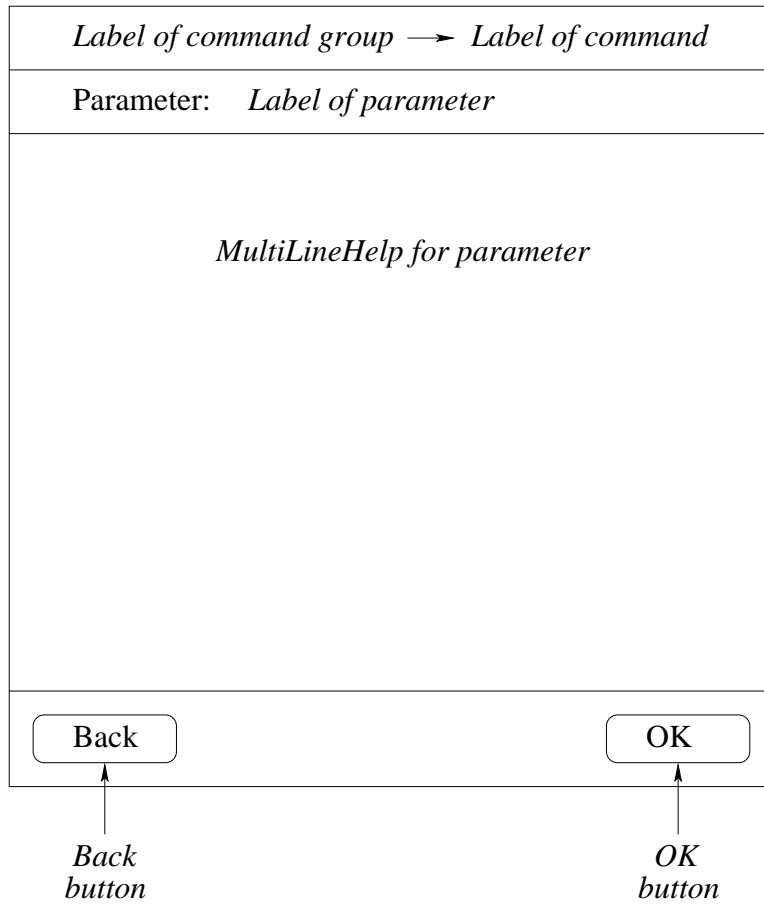 Label of command group → Label of command
Parameter: Label of parameter
MultiLineHelp for parameter
Back OK
Back OK
button button